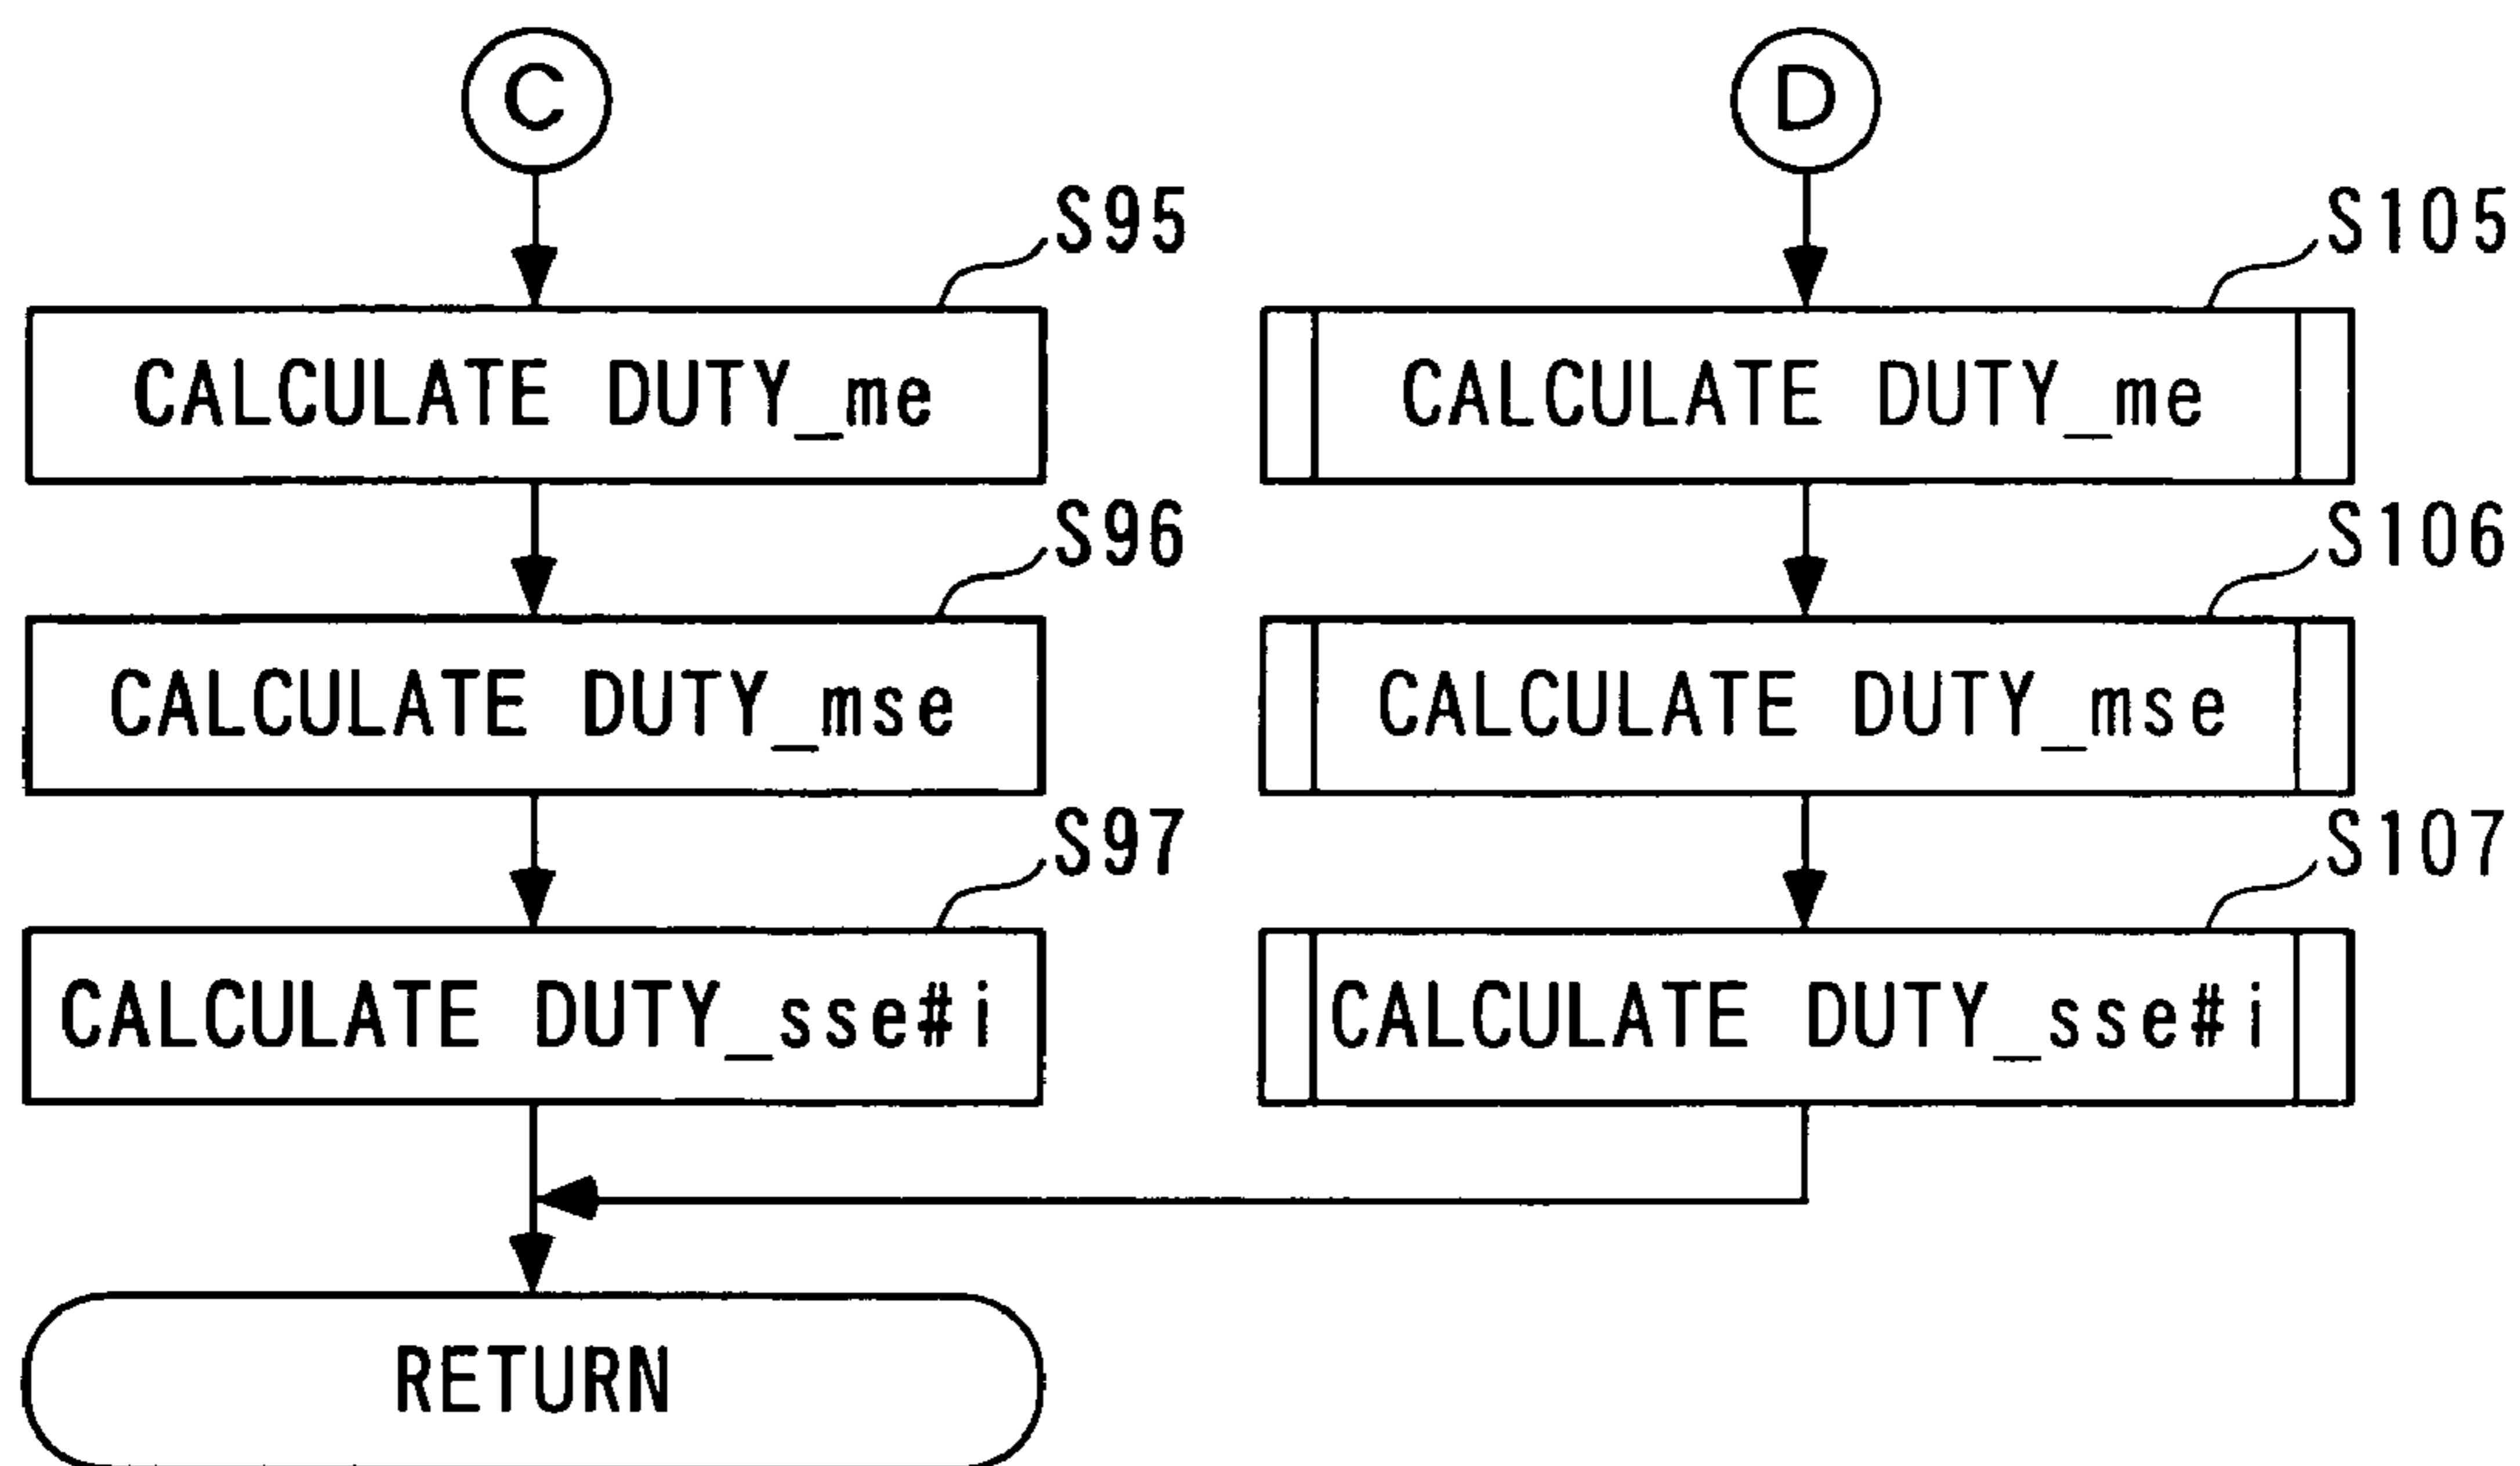 C
D
S95
S105
CALCULATE DUTY_me
CALCULATE DUTY_me
S96
S106
CALCULATE DUTY_mse
CALCULATE DUTY_mse
S97
S107
CALCULATE DUTY_sse#i
CALCULATE DUTY_sse#i
RETURN